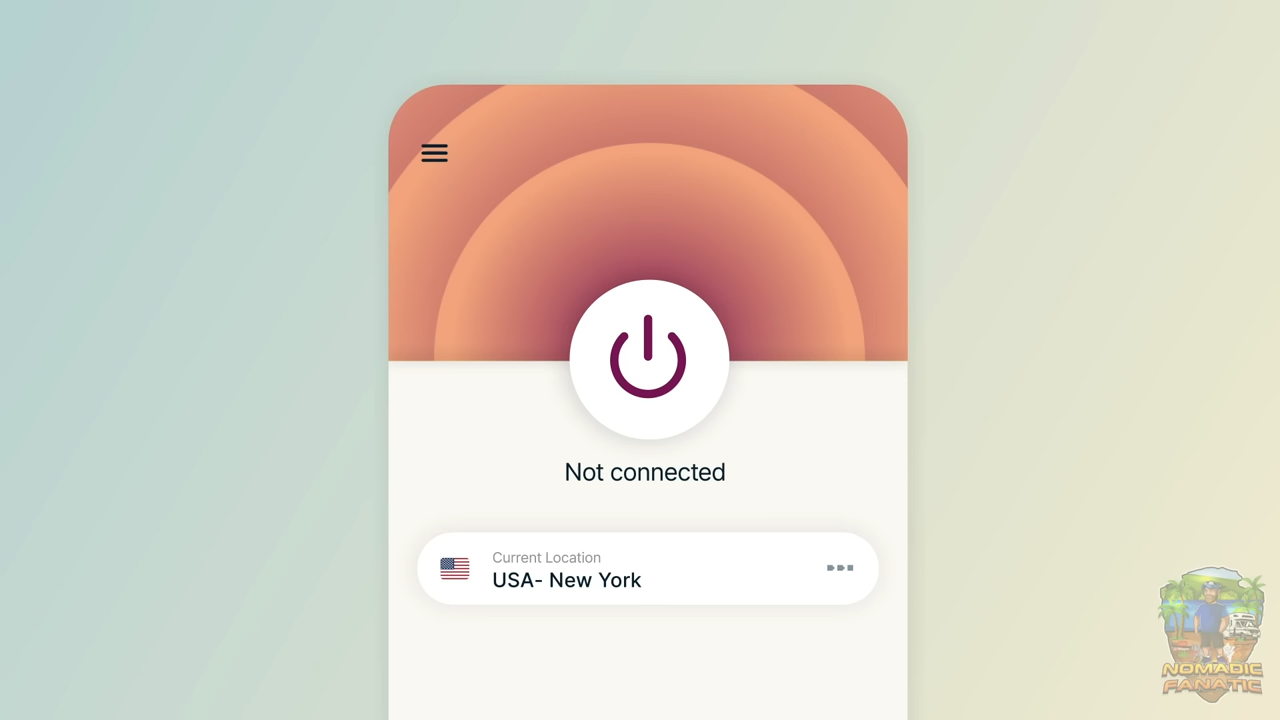 Not connected
Current Location
USA- New York
NOMADIC
FANATIC